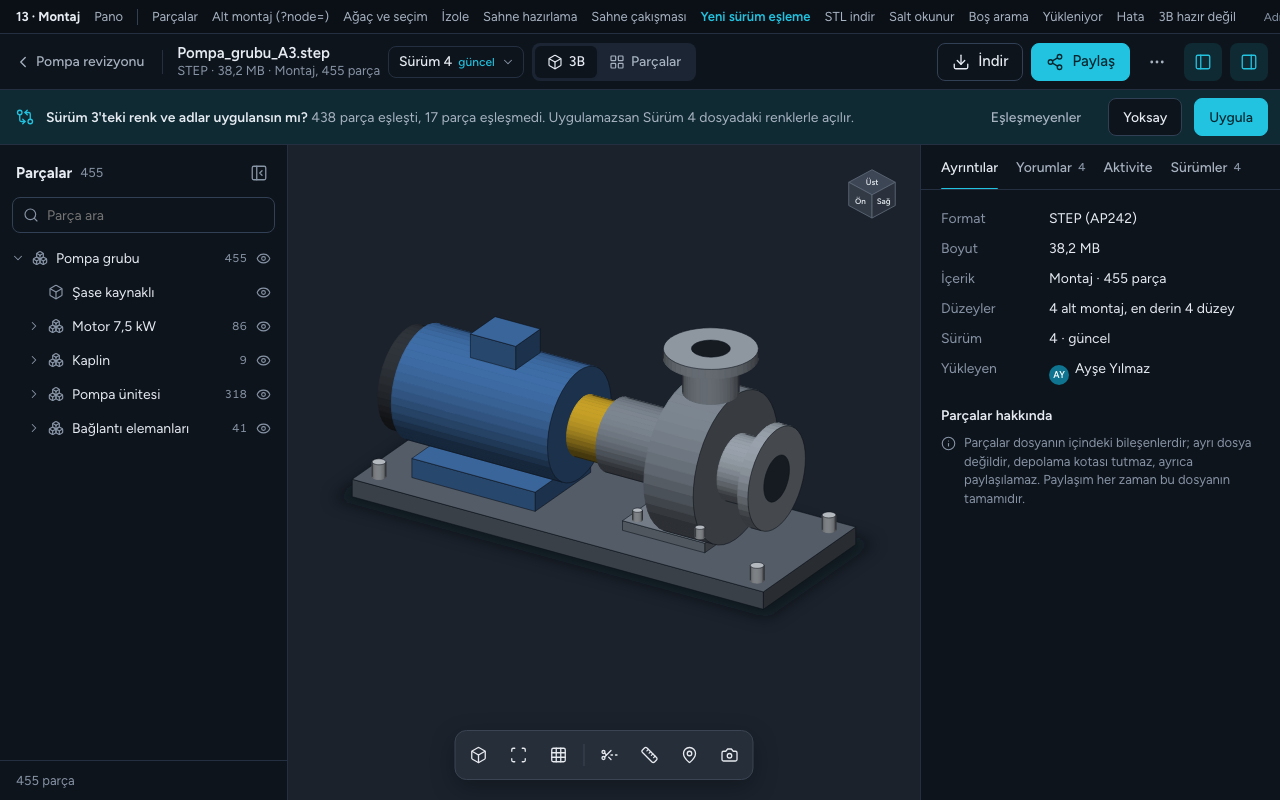 13 · Montaj Pano Parçalar Alt montaj (?node=) Ağaç ve seçim İzole Sahne hazırlama Sahne çakışması Yeni sürüm eşleme STL indir Salt okunur Boş arama Yükleniyor Hata 3B hazır değil
Pompa revizyonu
Pompa_grubu_A3.step
STEP · 38,2 MB · Montaj, 455 parça
Sürüm 4 güncel
3B
Parçalar
İndir
Paylaş
Sürüm 3'teki renk ve adlar uygulansın mı? 438 parça eşleşti, 17 parça eşleşmedi. Uygulamazsan Sürüm 4 dosyadaki renklerle açılır.
Eşleşmeyenler
Yoksay
Uygula
Parçalar 455
Parça ara
Pompa grubu 455
Şase kaynaklı
Motor 7,5 kW 86
Kaplin 9
Pompa ünitesi 318
Bağlantı elemanları 41
455 parça
Üst
Ön Sağ
Ayrıntılar Yorumlar 4 Aktivite Sürümler 4
Format STEP (AP242)
Boyut 38,2 MB
İçerik Montaj · 455 parça
Düzeyler 4 alt montaj, en derin 4 düzey
Sürüm 4 · güncel
Yükleyen AY Ayşe Yılmaz
Parçalar hakkında
Parçalar dosyanın içindeki bileşenlerdir; ayrı dosya
değildir, depolama kotası tutmaz, ayrıca
paylaşılamaz. Paylaşım her zaman bu dosyanın
tamamıdır.